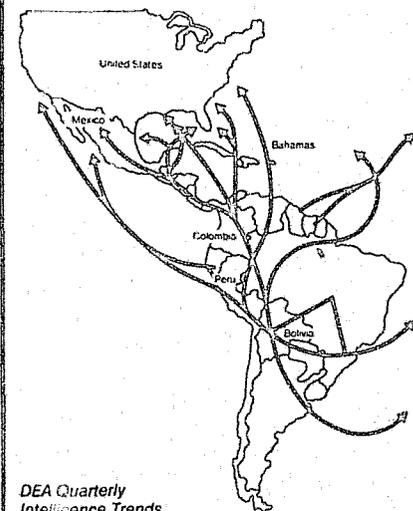 United States
Mexico
Bahamas
Colombia
Peru
Bolivia
DEA Quarterly
Intelligence Trends